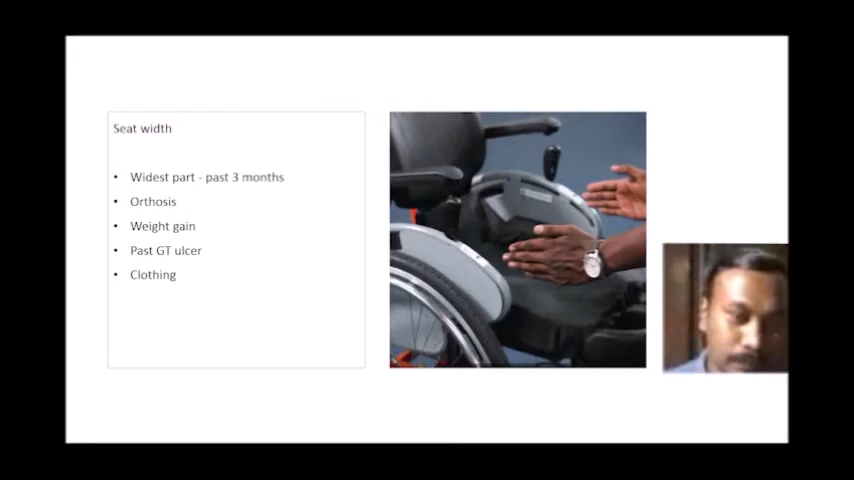 Seat width
• Widest part - past 3 months
• Orthosis
• Weight gain
• Past GT ulcer
• Clothing